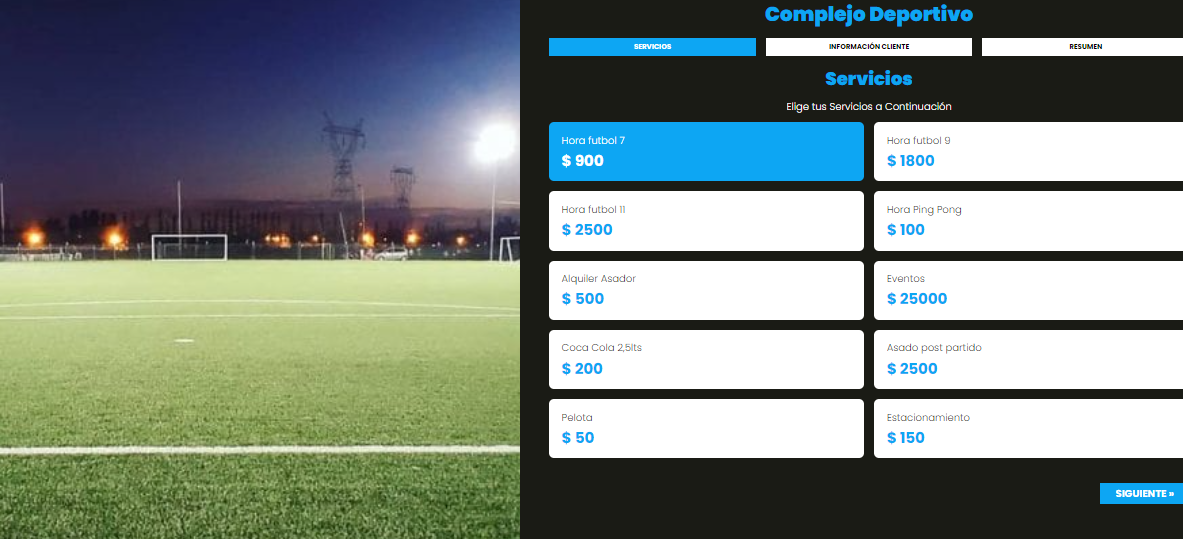 Complejo Deportivo
SERVICIOS
INFORMACIÓN CLIENTE
RESUMEN
Servicios
Elige tus Servicios a Continuación
Hora futbol 7
$ 900
Hora futbol 9
$ 1800
Hora futbol 11
$ 2500
Hora Ping Pong
$ 100
Alquiler Asador
$ 500
Eventos
$ 25000
Coca Cola 2,5lts
$ 200
Asado post partido
$ 2500
Pelota
$ 50
Estacionamiento
$ 150
SIGUIENTE »